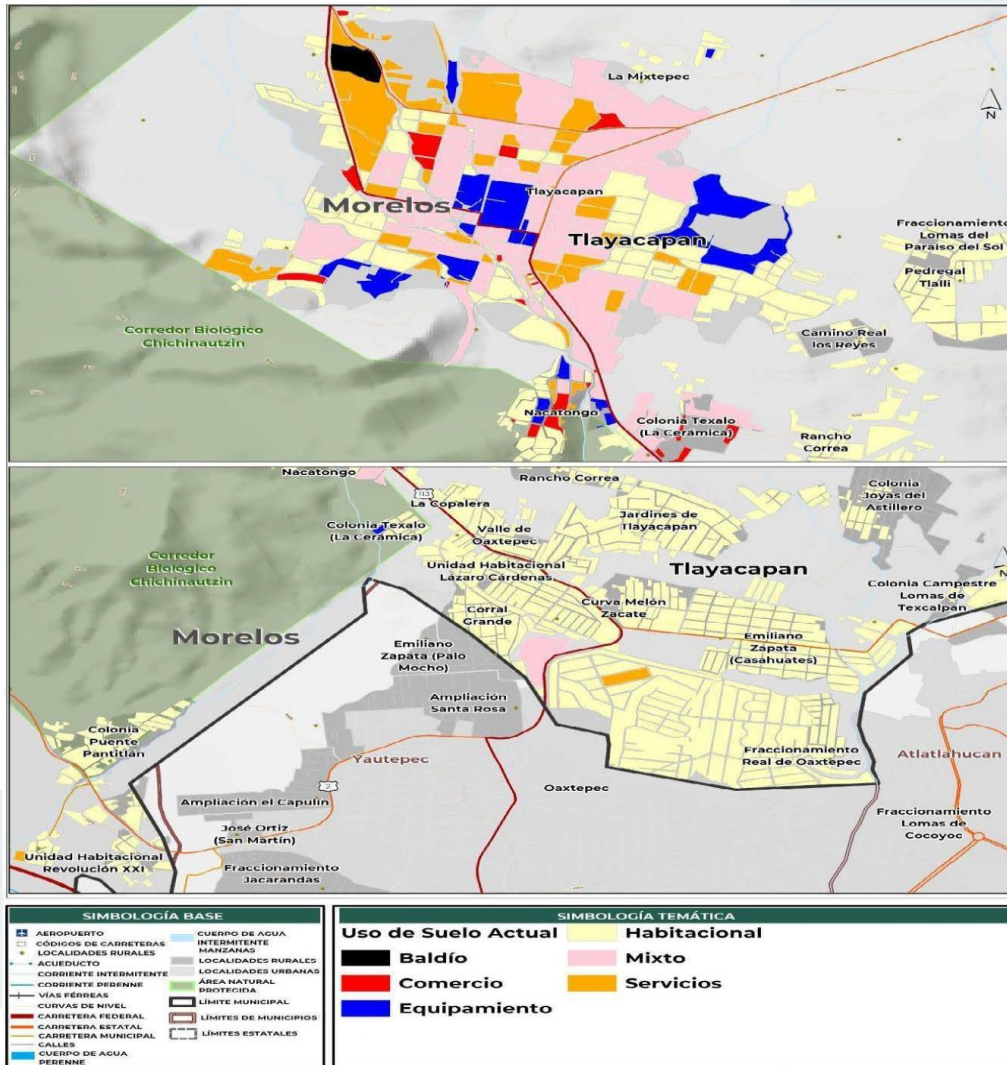 La Mixtepec
N
Tlayacapan
Morelos
Tlayacapan
Fraccionamiento
Lomas del
Paraiso del Sol
Pedregal
Tlalli
Corredor Biológico
Chichinautzin
Camino Real
los Reyes
Nacatongo
Colonia Texalo
(La Cerámica)
Rancho
Correa
Nacatongo
113
Rancho Correa
Colonia
Joyas del
Astillero
La Copalera
Colonia Texalo
(La Cerámica)
Valle de
Oaxtepec
Jardines de
Tlayacapan
Corredor
Biológico
Chichinautzin
Unidad Habitacional
Lázaro Cárdenas
Tlayacapan
N
Colonia Campestre
Lomas de
Texcalpan
Morelos
Corral
Grande
Curva Melón
Zacate
Emiliano
Zapata (Palo
Mocho)
Emiliano
Zapata
(Casahuates)
Ampliación
Santa Rosa
Colonia
Puente
Pantitlán
Yautepec
Fraccionamiento
Real de Oaxtepec
Atlatlahucan
2
Oaxtepec
Ampliación el Capulín
José Ortiz
(San Martín)
Fraccionamiento
Lomas de
Cocoyoc
Unidad Habitacional
Revolución XXI
Fraccionamiento
Jacarandas
SIMBOLOGÍA BASE
AEROPUERTO
CÓDIGOS DE CARRETERAS
LOCALIDADES RURALES
ACUEDUCTO
CORRIENTE INTERMITENTE
CORRIENTE PERENNE
VÍAS FÉRREAS
CURVAS DE NIVEL
CARRETERA FEDERAL
CARRETERA ESTATAL
CARRETERA MUNICIPAL
CALLES
CUERPO DE AGUA
PERENNE
CUERPO DE AGUA
INTERMITENTE
MANZANAS
LOCALIDADES RURALES
LOCALIDADES URBANAS
ÁREA NATURAL
PROTEGIDA
LÍMITE MUNICIPAL
LÍMITES DE MUNICIPIOS
LÍMITES ESTATALES
SIMBOLOGÍA TEMÁTICA
Uso de Suelo Actual
Baldío
Comercio
Equipamiento
Habitacional
Mixto
Servicios